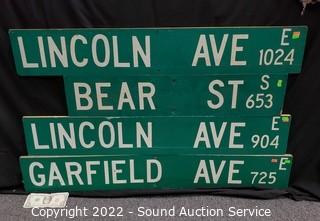 LINCOLN AVE E 1024
BEAR ST S 653
LINCOLN AVE E 904
GARFIELD AVE E 725
Copyright 2022 - Sound Auction Service